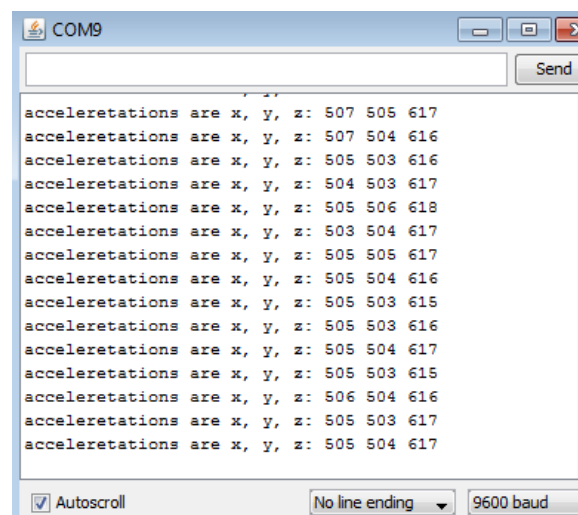 COM9
Send
acceleretations are x, y, z: 507 505 617
acceleretations are x, y, z: 507 504 616
acceleretations are x, y, z: 505 503 616
acceleretations are x, y, z: 504 503 617
acceleretations are x, y, z: 505 506 618
acceleretations are x, y, z: 503 504 617
acceleretations are x, y, z: 505 505 617
acceleretations are x, y, z: 505 504 616
acceleretations are x, y, z: 505 503 615
acceleretations are x, y, z: 505 503 616
acceleretations are x, y, z: 505 504 617
acceleretations are x, y, z: 505 503 615
acceleretations are x, y, z: 506 504 616
acceleretations are x, y, z: 505 503 617
acceleretations are x, y, z: 505 504 617
Autoscroll No line ending 9600 baud